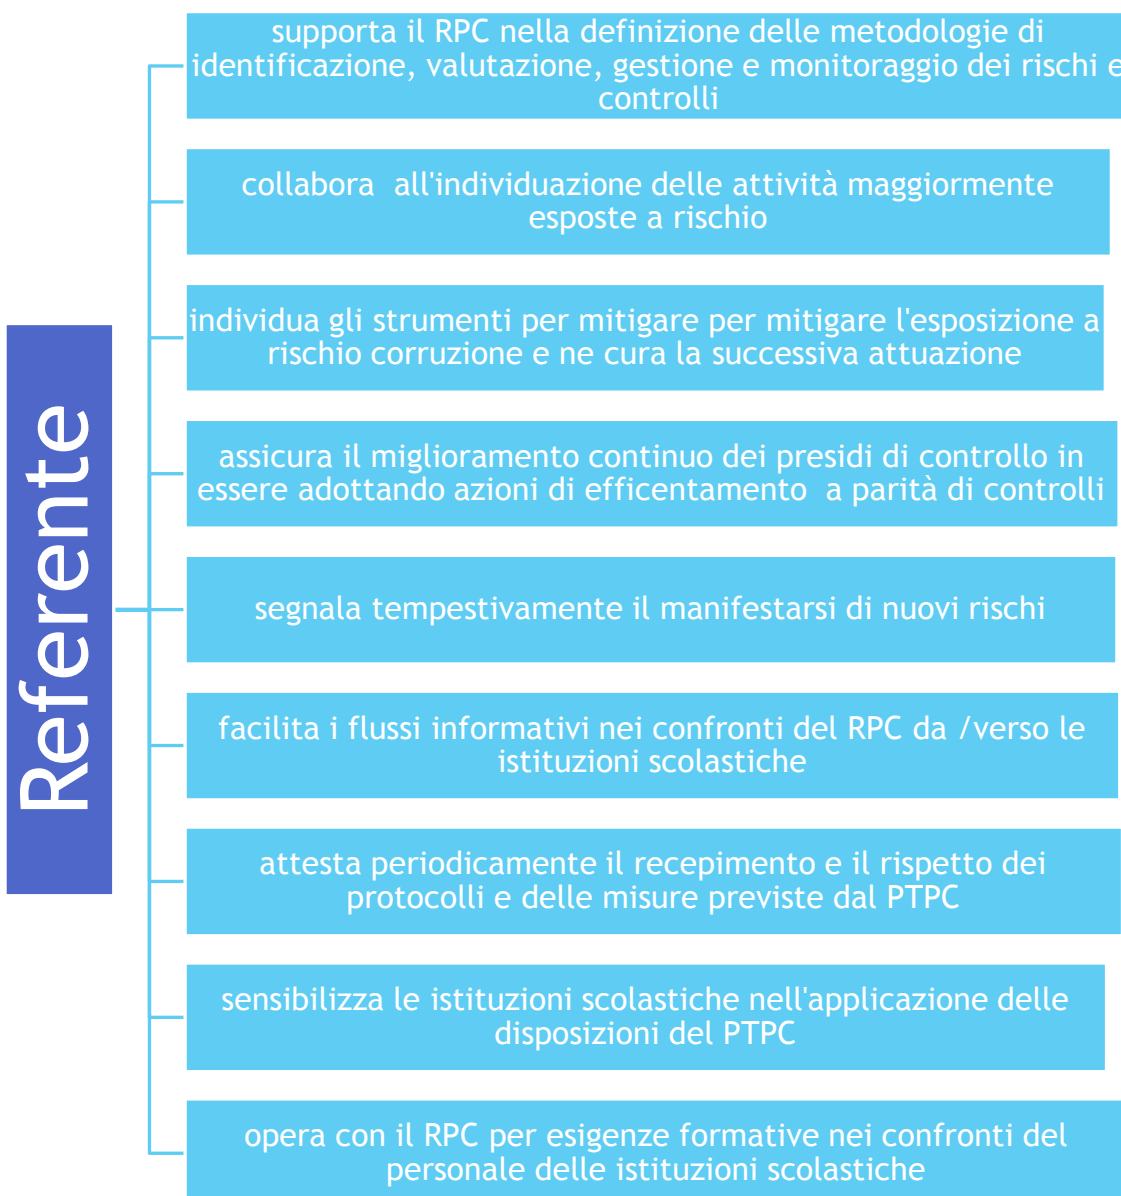 Referente
supporta il RPC nella definizione delle metodologie di
identificazione, valutazione, gestione e monitoraggio dei rischi e
controlli
collabora  all'individuazione delle attività maggiormente
esposte a rischio
individua gli strumenti per mitigare per mitigare l'esposizione a
rischio corruzione e ne cura la successiva attuazione
assicura il miglioramento continuo dei presidi di controllo in
essere adottando azioni di efficentamento  a parità di controlli
segnala tempestivamente il manifestarsi di nuovi rischi
facilita i flussi informativi nei confronti del RPC da /verso le
istituzioni scolastiche
attesta periodicamente il recepimento e il rispetto dei
protocolli e delle misure previste dal PTPC
sensibilizza le istituzioni scolastiche nell'applicazione delle
disposizioni del PTPC
opera con il RPC per esigenze formative nei confronti del
personale delle istituzioni scolastiche